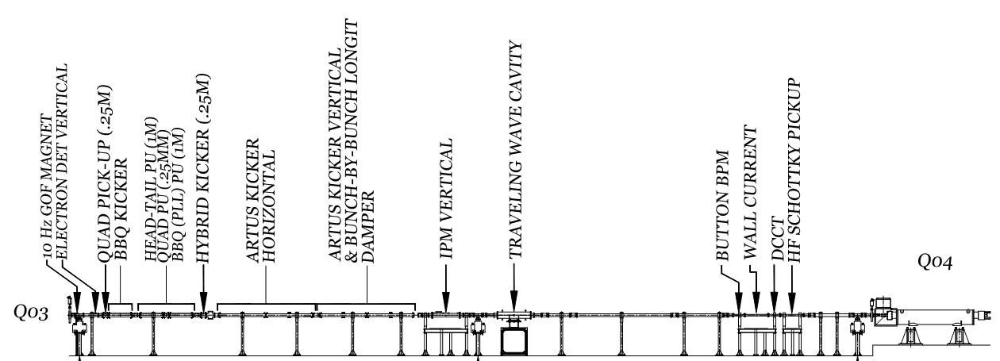 Q03
10 Hz GOF MAGNET
ELECTRON DET VERTICAL
QUAD PICK-UP (.25M)
BBQ KICKER
HEAD-TAIL PU (1M)
QUAD PU (.25MM)
BBQ (PLL) PU (1M)
HYBRID KICKER (.25M)
ARTUS KICKER
HORIZONTAL
ARTUS KICKER VERTICAL
& BUNCH-BY-BUNCH LONGIT
DAMPER
IPM VERTICAL
TRAVELING WAVE CAVITY
BUTTON BPM
WALL CURRENT
DCCT
HF SCHOTTKY PICKUP
Q04